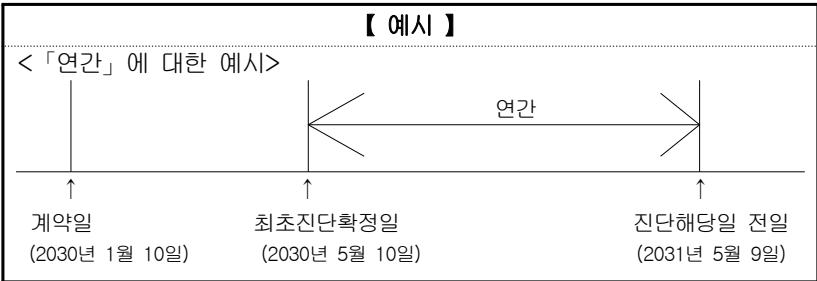 【 예시 】
<「연간」에 대한 예시>
연간
↑ ↑ ↑
계약일 최초진단확정일 진단해당일 전일
(2030년 1월 10일) (2030년 5월 10일) (2031년 5월 9일)